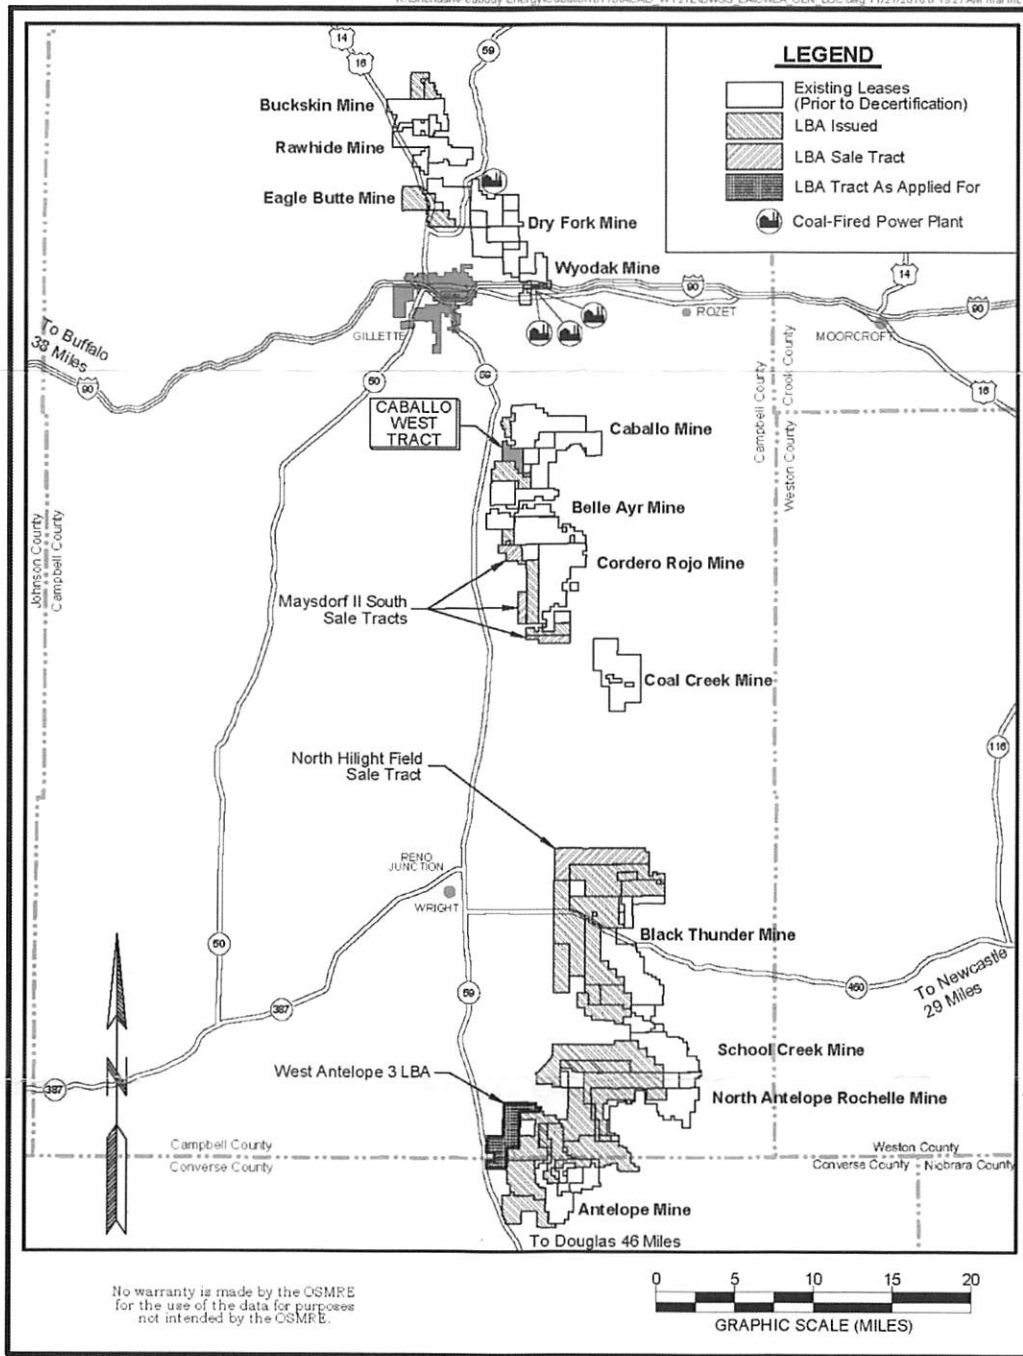 LEGEND
Existing Leases
(Prior to Decertification)
LBA Issued
LBA Sale Tract
LBA Tract As Applied For
Coal-Fired Power Plant
14
16
59
Buckskin Mine
Rawhide Mine
Eagle Butte Mine
Dry Fork Mine
Wyodak Mine
14
90
ROZET
90
MOORCROFT
GILLETTE
To Buffalo
38 Miles
90
50
59
16
CABALLO
WEST
TRACT
Caballo Mine
Campbell County
Crook County
Weston County
Belle Ayr Mine
Cordero Rojo Mine
Johnson County
Campbell County
Maysdorf II South
Sale Tracts
Coal Creek Mine
116
North Hilight Field
Sale Tract
RENO
JUNCTION
WRIGHT
Black Thunder Mine
50
59
450
To Newcastle
29 Miles
387
School Creek Mine
West Antelope 3 LBA
387
N
North Antelope Rochelle Mine
Campbell County
Converse County
Weston County
Converse County
Niobrara County
Antelope Mine
To Douglas 46 Miles
No warranty is made by the OSMRE
for the use of the data for purposes
not intended by the OSMRE.
0 5 10 15 20
GRAPHIC SCALE (MILES)